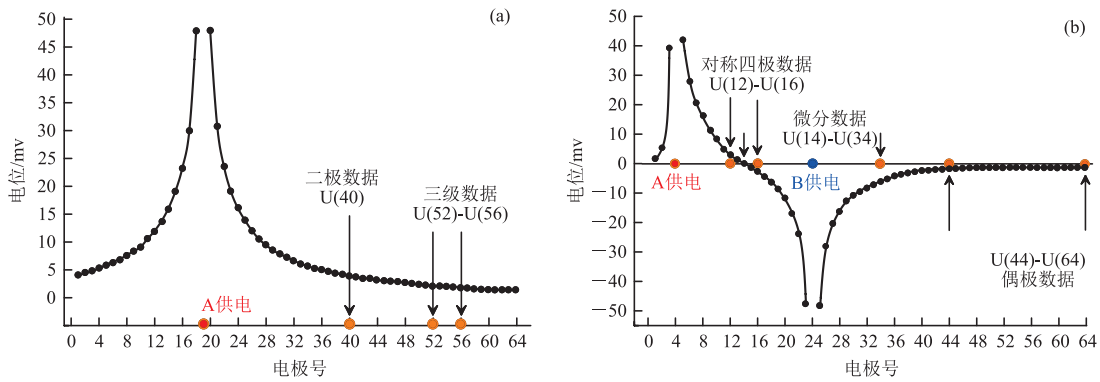 (a)
50
45
40
35
30
25
20
15
10
5
0
电位/mv
二极数据
U(40)
三级数据
U(52)-U(56)
A供电
0 4 8 12 16 20 24 28 32 36 40 44 48 52 56 60 64
电极号
(b)
50
40
30
20
10
0
−10
−20
−30
−40
−50
电位/mv
对称四极数据
U(12)-U(16)
微分数据
U(14)-U(34)
A供电
B供电
U(44)-U(64)
偶极数据
0 4 8 12 16 20 24 28 32 36 40 44 48 52 56 60 64
电极号